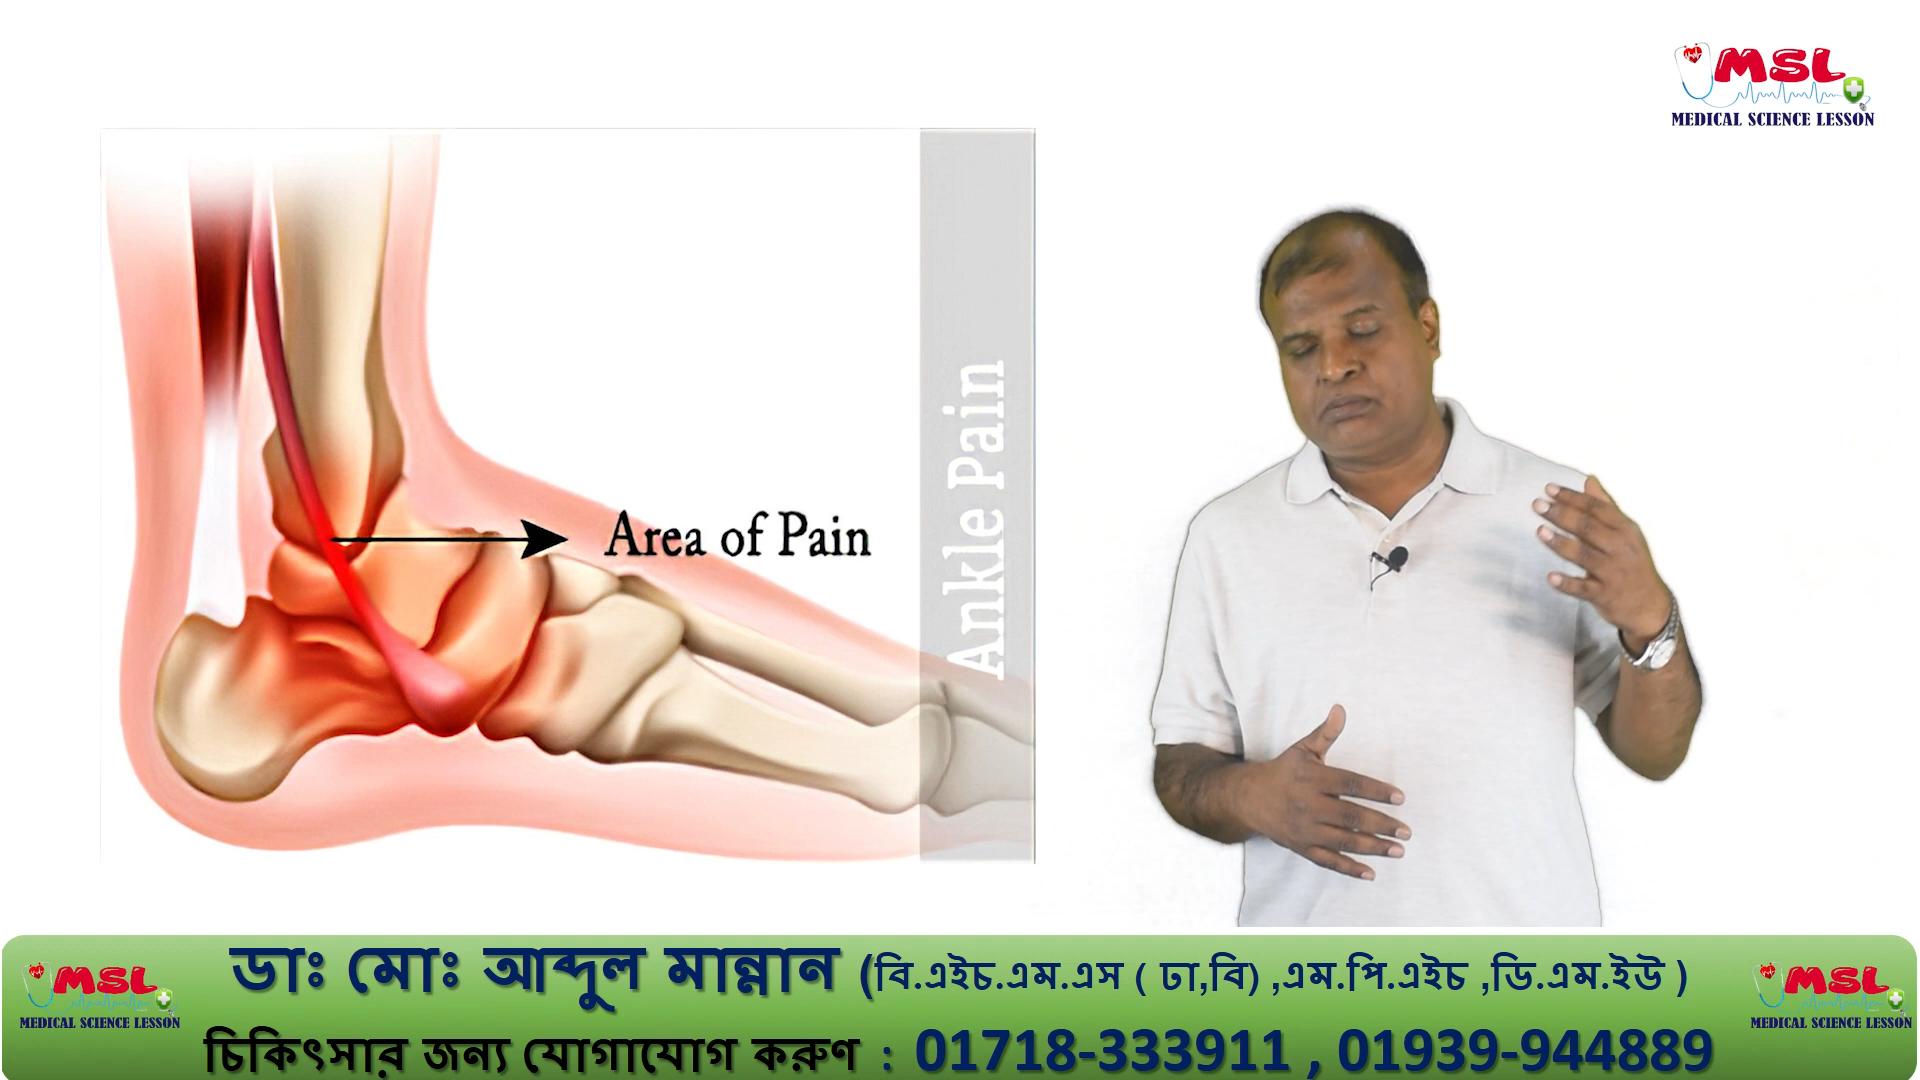 MSL
MEDICAL SCIENCE LESSON
Area of Pain
Ankle Pain
MSL
MEDICAL SCIENCE LESSON
ডাঃ মোঃ আব্দুল মান্নান (বি.এইচ.এম.এস ( ঢা,বি) ,এম.পি.এইচ ,ডি.এম.ইউ )
চিকিৎসার জন্য যোগাযোগ করুণ : 01718-333911 , 01939-944889
MSL
MEDICAL SCIENCE LESSON